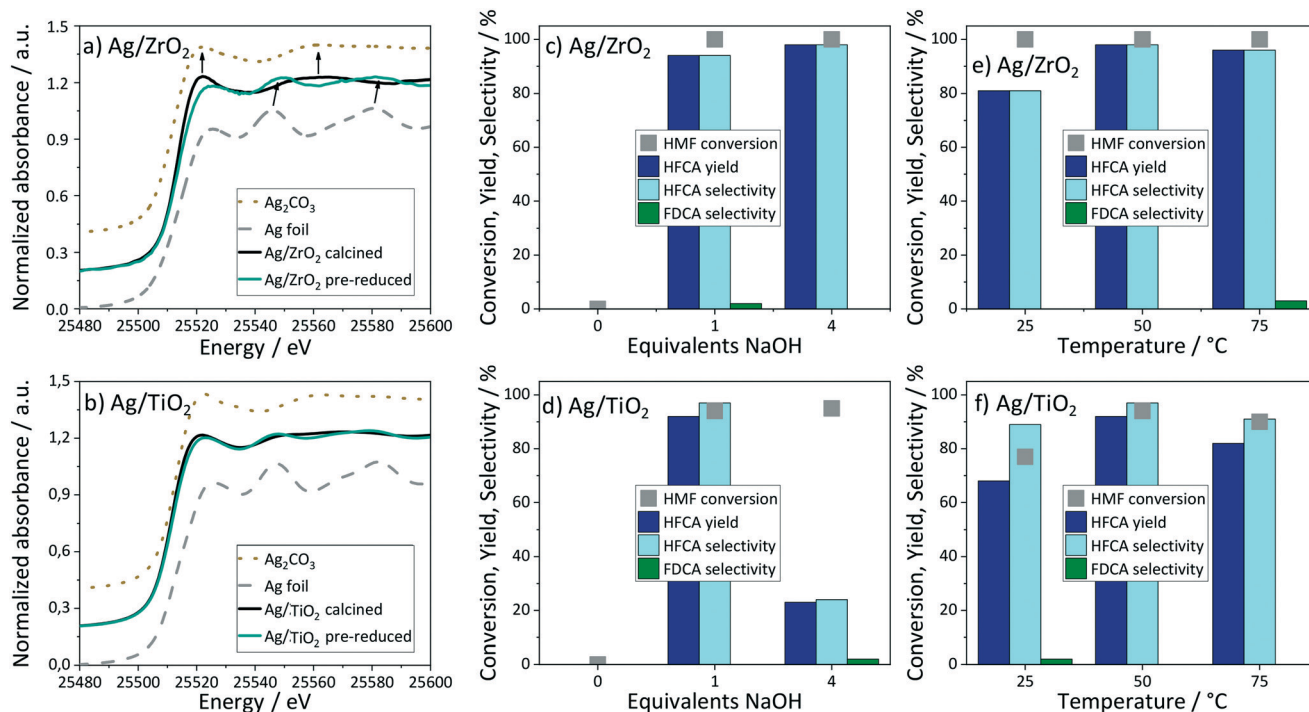 a) Ag/ZrO₂
Normalized absorbance / a.u.
1.5
1.2
0.9
0.6
0.3
0.0
Ag₂CO₃
Ag foil
Ag/ZrO₂ calcined
Ag/ZrO₂ pre-reduced
25480 25500 25520 25540 25560 25580 25600
Energy / eV
c) Ag/ZrO₂
Conversion, Yield, Selectivity / %
100
80
60
40
20
0
HMF conversion
HFCA yield
HFCA selectivity
FDCA selectivity
0 1 4
Equivalents NaOH
e) Ag/ZrO₂
Conversion, Yield, Selectivity / %
100
80
60
40
20
0
HMF conversion
HFCA yield
HFCA selectivity
FDCA selectivity
25 50 75
Temperature / °C
b) Ag/TiO₂
Normalized absorbance / a.u.
1,5
1,2
0,9
0,6
0,3
0,0
Ag₂CO₃
Ag foil
Ag/TiO₂ calcined
Ag/TiO₂ pre-reduced
25480 25500 25520 25540 25560 25580 25600
Energy / eV
d) Ag/TiO₂
Conversion, Yield, Selectivity / %
100
80
60
40
20
0
HMF conversion
HFCA yield
HFCA selectivity
FDCA selectivity
0 1 4
Equivalents NaOH
f) Ag/TiO₂
Conversion, Yield, Selectivity / %
100
80
60
40
20
0
HMF conversion
HFCA yield
HFCA selectivity
FDCA selectivity
25 50 75
Temperature / °C